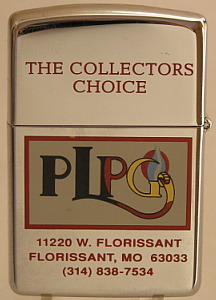 THE COLLECTORS
CHOICE
PLPG
11220 W. FLORISSANT
FLORISSANT, MO 63033
(314) 838-7534